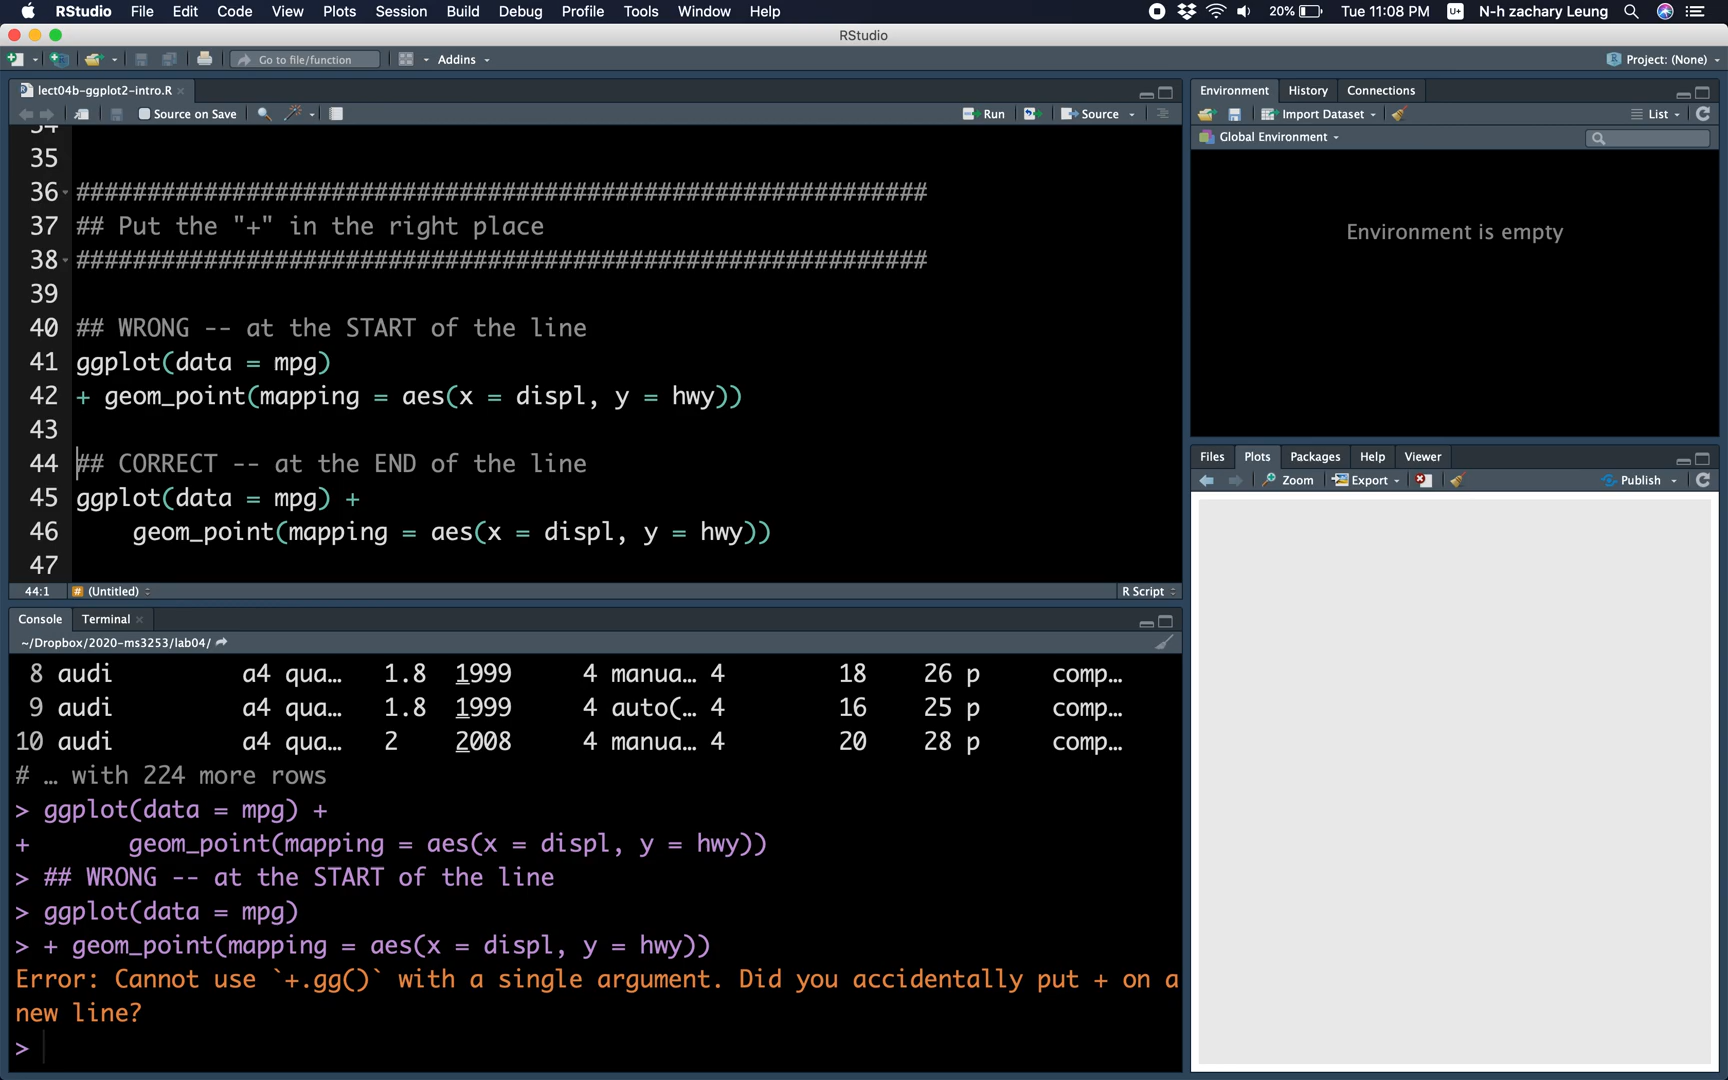 RStudio File Edit Code View Plots Session Build Debug Profile Tools Window Help 20% Tue 11:08 PM U+ N-h zachary Leung
RStudio
Go to file/function Addins Project: (None)
lect04b-ggplot2-intro.R
Source on Save Run Source
35
36 ############################################################
37 ## Put the "+" in the right place
38 ############################################################
39
40 ## WRONG -- at the START of the line
41 ggplot(data = mpg)
42 + geom_point(mapping = aes(x = displ, y = hwy))
43
44 ## CORRECT -- at the END of the line
45 ggplot(data = mpg) +
46     geom_point(mapping = aes(x = displ, y = hwy))
47
44:1 # (Untitled) R Script
Console Terminal
~/Dropbox/2020-ms3253/lab04/
8 audi a4 qua… 1.8 1999 4 manua… 4 18 26 p comp…
9 audi a4 qua… 1.8 1999 4 auto(… 4 16 25 p comp…
10 audi a4 qua… 2 2008 4 manua… 4 20 28 p comp…
# … with 224 more rows
> ggplot(data = mpg) +
+       geom_point(mapping = aes(x = displ, y = hwy))
> ## WRONG -- at the START of the line
> ggplot(data = mpg)
> + geom_point(mapping = aes(x = displ, y = hwy))
Error: Cannot use `+.gg()` with a single argument. Did you accidentally put + on a
new line?
>
Environment History Connections
Import Dataset List
Global Environment
Environment is empty
Files Plots Packages Help Viewer
Zoom Export Publish